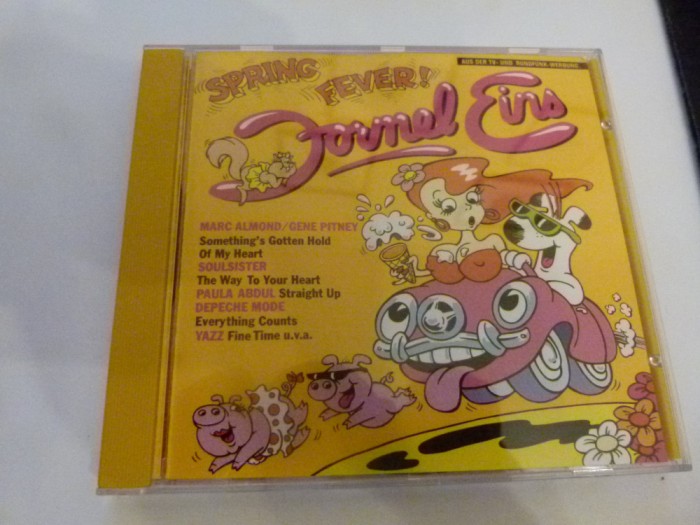 AUS DER TV- UND RUNDFUNK-WERBUNG
SPRING
FEVER!
Formel Eins
MARC ALMOND/GENE PITNEY
Something's Gotten Hold
Of My Heart
SOULSISTER
The Way To Your Heart
PAULA ABDUL Straight Up
DEPECHE MODE
Everything Counts
YAZZ Fine Time u.v.a.